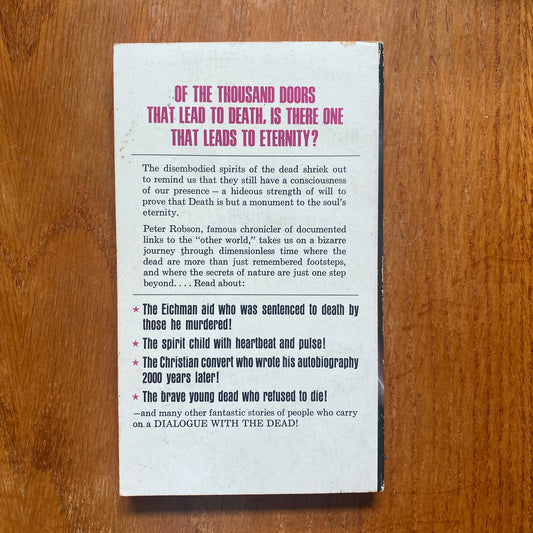 OF THE THOUSAND DOORS
THAT LEAD TO DEATH, IS THERE ONE
THAT LEADS TO ETERNITY?
The disembodied spirits of the dead shriek out
to remind us that they still have a consciousness
of our presence – a hideous strength of will to
prove that Death is but a monument to the soul's
eternity.
Peter Robson, famous chronicler of documented
links to the "other world," takes us on a bizarre
journey through dimensionless time where the
dead are more than just remembered footsteps,
and where the secrets of nature are just one step
beyond. . . . Read about:
★ The Eichman aid who was sentenced to death by
those he murdered!
★ The spirit child with heartbeat and pulse!
★ The Christian convert who wrote his autobiography
2000 years later!
★ The brave young dead who refused to die!
—and many other fantastic stories of people who carry
on a DIALOGUE WITH THE DEAD!